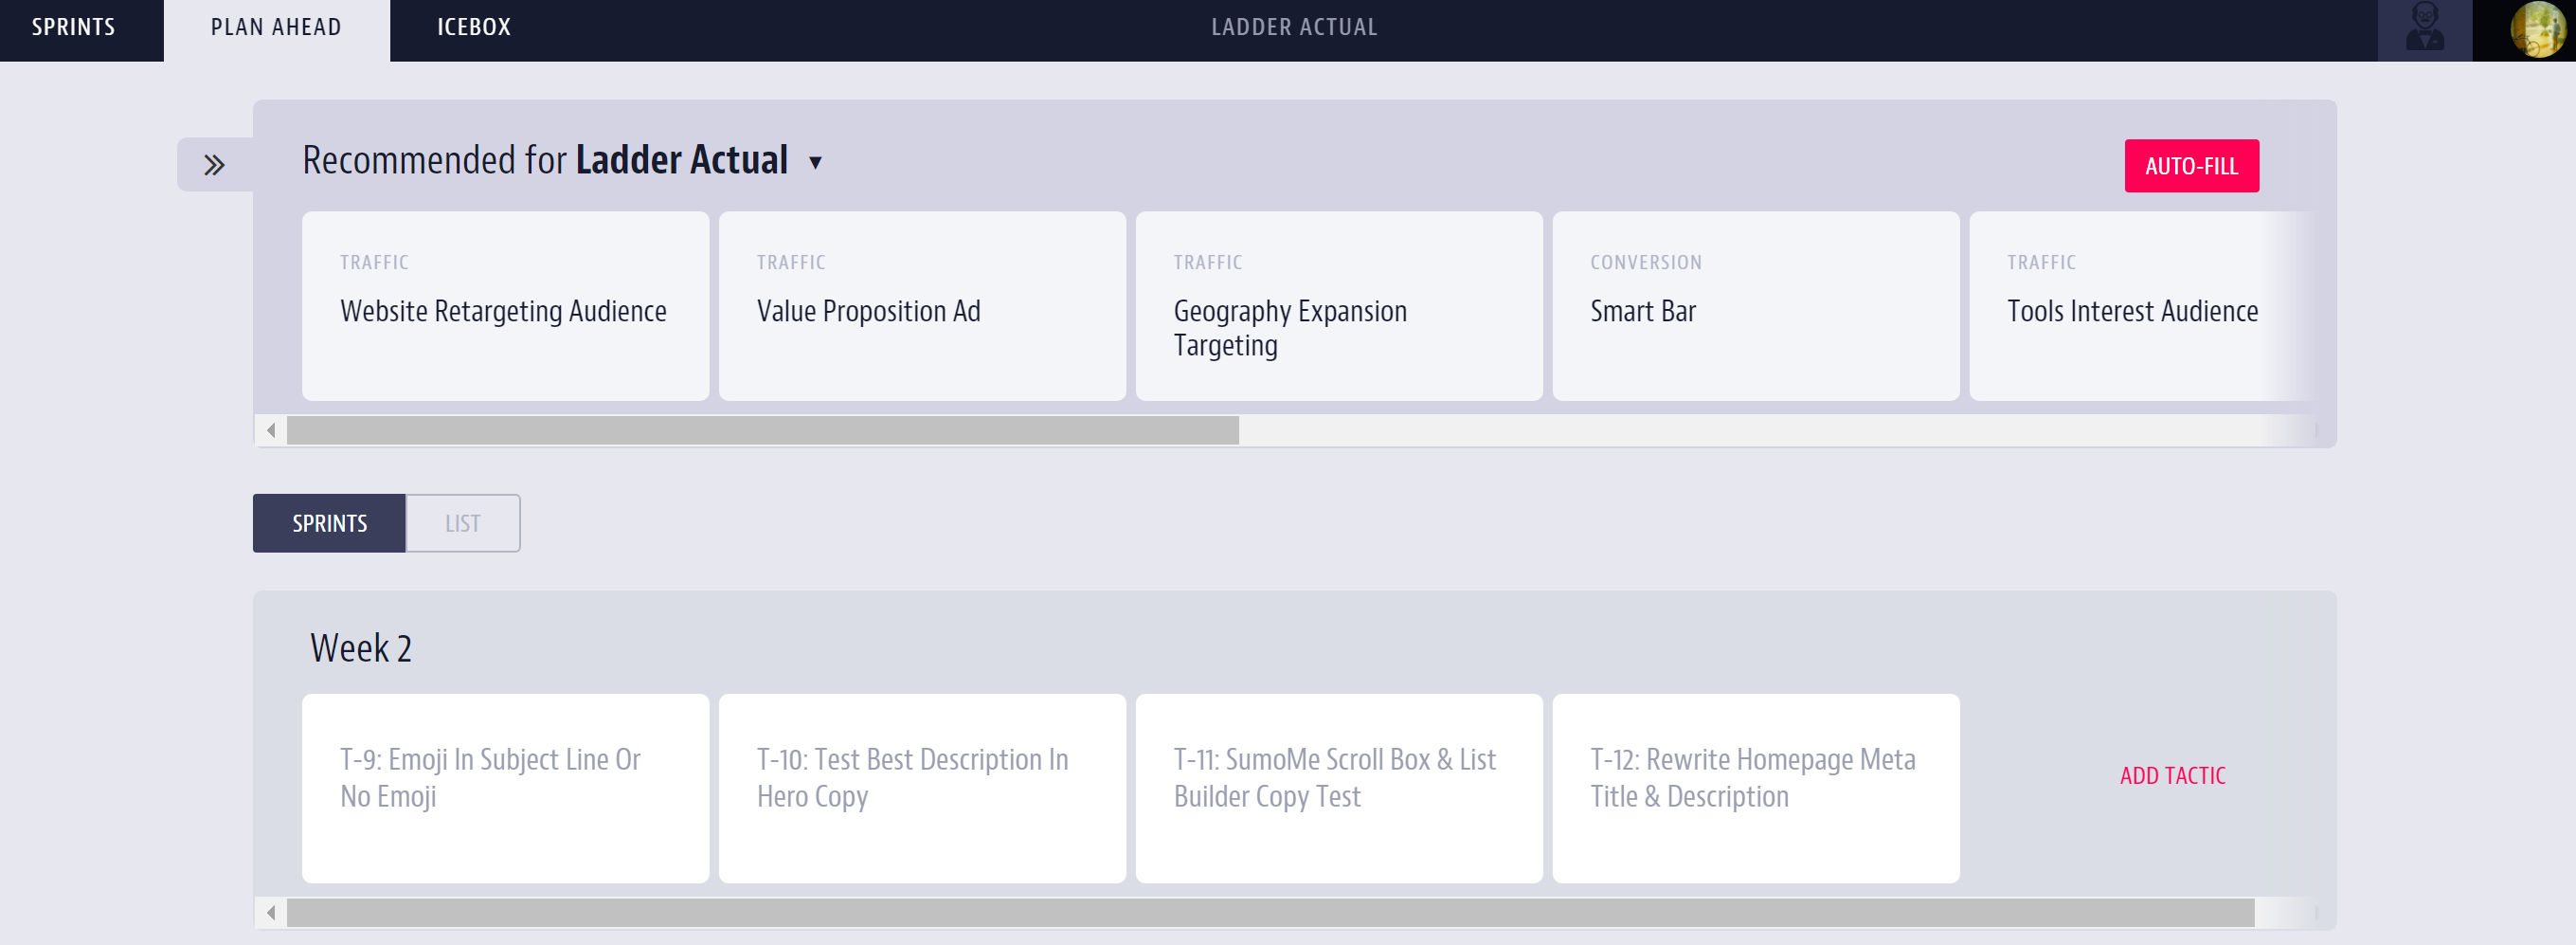 SPRINTS
PLAN AHEAD
ICEBOX
LADDER ACTUAL
Recommended for Ladder Actual
AUTO-FILL
TRAFFIC
Website Retargeting Audience
TRAFFIC
Value Proposition Ad
TRAFFIC
Geography Expansion
Targeting
CONVERSION
Smart Bar
TRAFFIC
Tools Interest Audience
SPRINTS
LIST
Week 2
T-9: Emoji In Subject Line Or
No Emoji
T-10: Test Best Description In
Hero Copy
T-11: SumoMe Scroll Box & List
Builder Copy Test
T-12: Rewrite Homepage Meta
Title & Description
ADD TACTIC